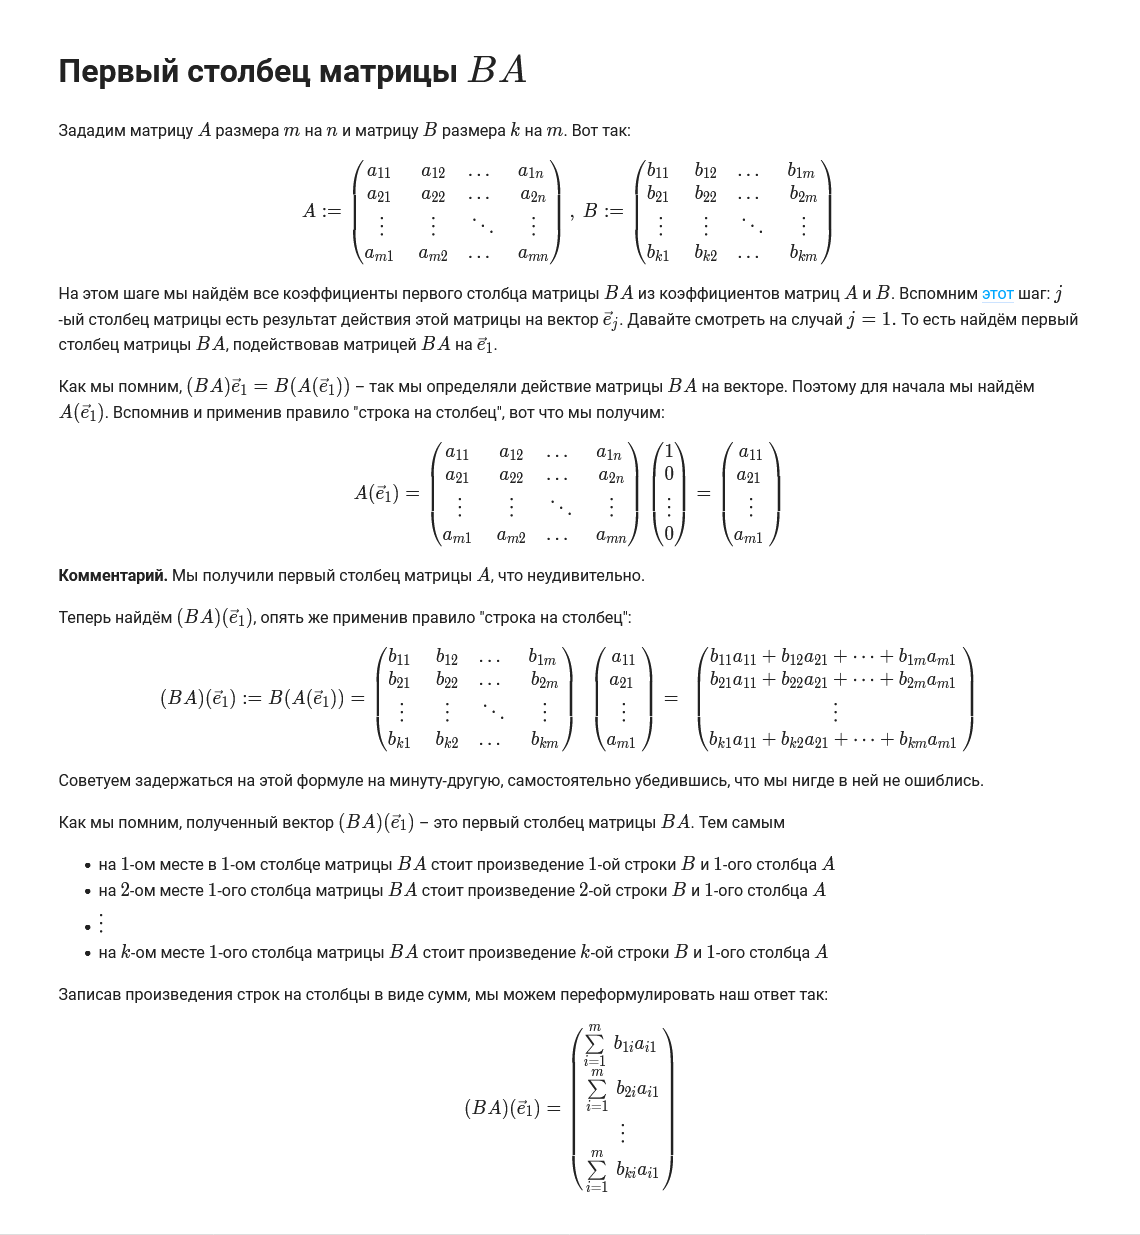 Первый столбец матрицы BA
Зададим матрицу A размера m на n и матрицу B размера k на m. Вот так:
A := \begin{pmatrix} a_{11} & a_{12} & \dots & a_{1n} \\ a_{21} & a_{22} & \dots & a_{2n} \\ \vdots & \vdots & \ddots & \vdots \\ a_{m1} & a_{m2} & \dots & a_{mn} \end{pmatrix}, B := \begin{pmatrix} b_{11} & b_{12} & \dots & b_{1m} \\ b_{21} & b_{22} & \dots & b_{2m} \\ \vdots & \vdots & \ddots & \vdots \\ b_{k1} & b_{k2} & \dots & b_{km} \end{pmatrix}
На этом шаге мы найдём все коэффициенты первого столбца матрицы BA из коэффициентов матриц A и B. Вспомним этот шаг: j
-ый столбец матрицы есть результат действия этой матрицы на вектор \vec{e}_j. Давайте смотреть на случай j = 1. То есть найдём первый
столбец матрицы BA, подействовав матрицей BA на \vec{e}_1.
Как мы помним, (BA)\vec{e}_1 = B(A(\vec{e}_1)) – так мы определяли действие матрицы BA на векторе. Поэтому для начала мы найдём
A(\vec{e}_1). Вспомнив и применив правило "строка на столбец", вот что мы получим:
A(\vec{e}_1) = \begin{pmatrix} a_{11} & a_{12} & \dots & a_{1n} \\ a_{21} & a_{22} & \dots & a_{2n} \\ \vdots & \vdots & \ddots & \vdots \\ a_{m1} & a_{m2} & \dots & a_{mn} \end{pmatrix} \begin{pmatrix} 1 \\ 0 \\ \vdots \\ 0 \end{pmatrix} = \begin{pmatrix} a_{11} \\ a_{21} \\ \vdots \\ a_{m1} \end{pmatrix}
Комментарий. Мы получили первый столбец матрицы A, что неудивительно.
Теперь найдём (BA)(\vec{e}_1), опять же применив правило "строка на столбец":
(BA)(\vec{e}_1) := B(A(\vec{e}_1)) = \begin{pmatrix} b_{11} & b_{12} & \dots & b_{1m} \\ b_{21} & b_{22} & \dots & b_{2m} \\ \vdots & \vdots & \ddots & \vdots \\ b_{k1} & b_{k2} & \dots & b_{km} \end{pmatrix} \begin{pmatrix} a_{11} \\ a_{21} \\ \vdots \\ a_{m1} \end{pmatrix} = \begin{pmatrix} b_{11}a_{11} + b_{12}a_{21} + \dots + b_{1m}a_{m1} \\ b_{21}a_{11} + b_{22}a_{21} + \dots + b_{2m}a_{m1} \\ \vdots \\ b_{k1}a_{11} + b_{k2}a_{21} + \dots + b_{km}a_{m1} \end{pmatrix}
Советуем задержаться на этой формуле на минуту-другую, самостоятельно убедившись, что мы нигде в ней не ошиблись.
Как мы помним, полученный вектор (BA)(\vec{e}_1) – это первый столбец матрицы BA. Тем самым
• на 1-ом месте в 1-ом столбце матрицы BA стоит произведение 1-ой строки B и 1-ого столбца A
• на 2-ом месте 1-ого столбца матрицы BA стоит произведение 2-ой строки B и 1-ого столбца A
• ⋮
• на k-ом месте 1-ого столбца матрицы BA стоит произведение k-ой строки B и 1-ого столбца A
Записав произведения строк на столбцы в виде сумм, мы можем переформулировать наш ответ так:
(BA)(\vec{e}_1) = \begin{pmatrix} \sum_{i=1}^{m} b_{1i}a_{i1} \\ \sum_{i=1}^{m} b_{2i}a_{i1} \\ \vdots \\ \sum_{i=1}^{m} b_{ki}a_{i1} \end{pmatrix}